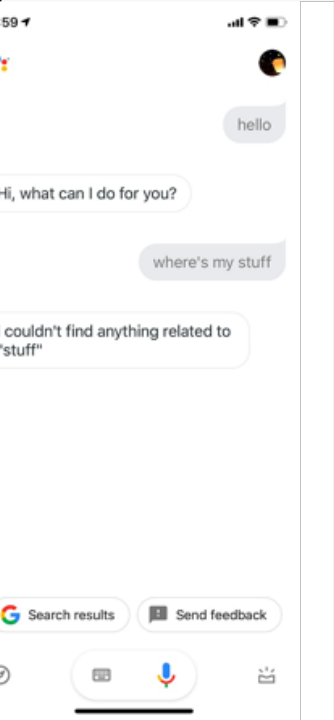 :59
hello
Hi, what can I do for you?
where's my stuff
couldn't find anything related to
"stuff"
Search results
Send feedback